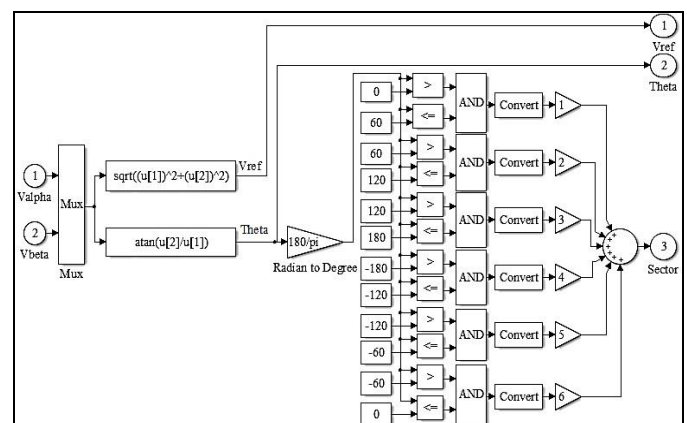 1
Vref
2
Theta
0
>
AND
Convert
1
60
<=
1
Valpha
Mux
sqrt((u[1])^2+(u[2])^2)
Vref
60
>
AND
Convert
2
120
<=
2
Vbeta
Mux
atan(u[2]/u[1])
Theta
180/pi
Radian to Degree
120
>
AND
Convert
3
180
<=
+
+
+
+
+
3
Sector
-180
>
AND
Convert
4
-120
<=
-120
>
AND
Convert
5
-60
<=
-60
>
AND
Convert
6
0
<=